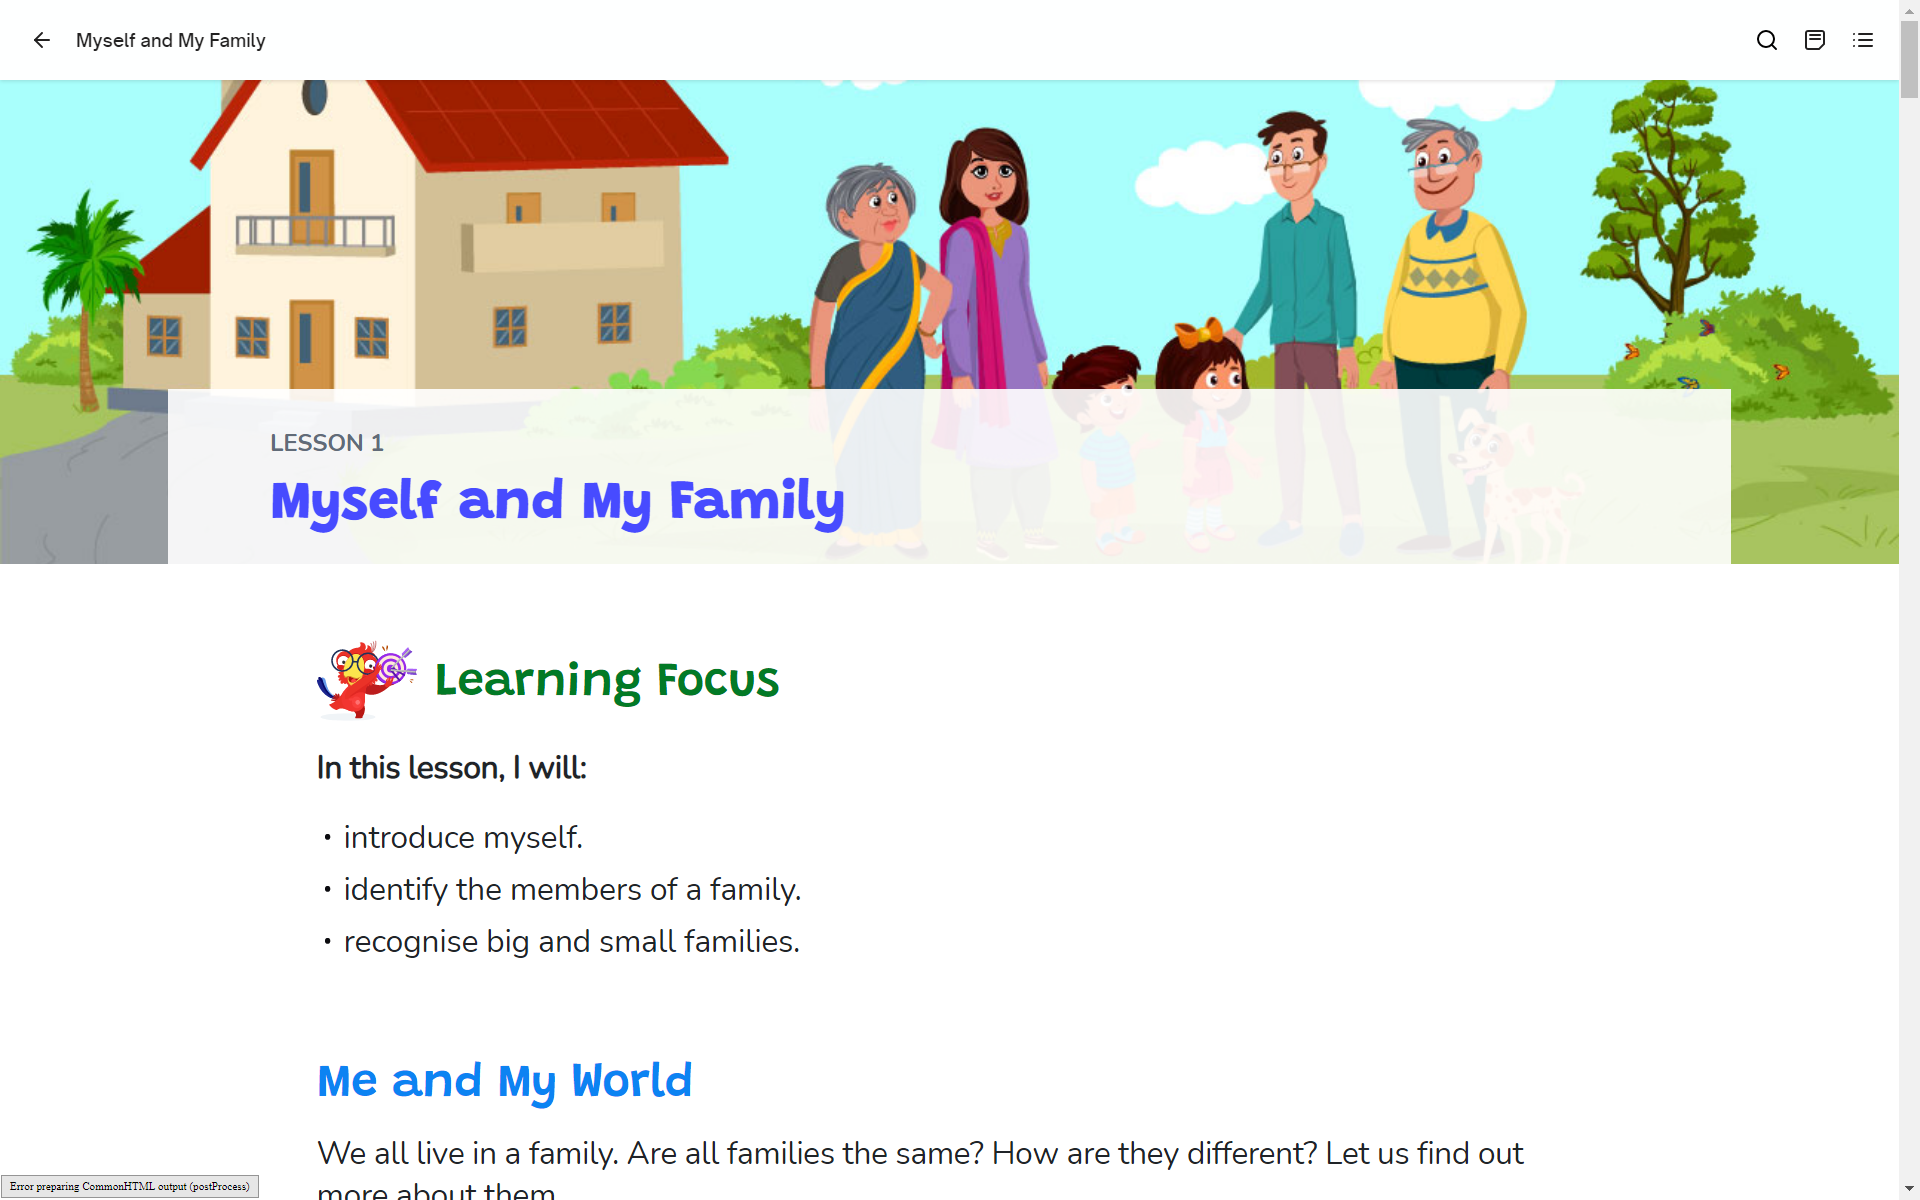 Myself and My Family
LESSON 1
Myself and My Family
Learning Focus
In this lesson, I will:
• introduce myself.
• identify the members of a family.
• recognise big and small families.
Me and My World
We all live in a family. Are all families the same? How are they different? Let us find out
more about them
Error preparing CommonHTML output (postProcess)